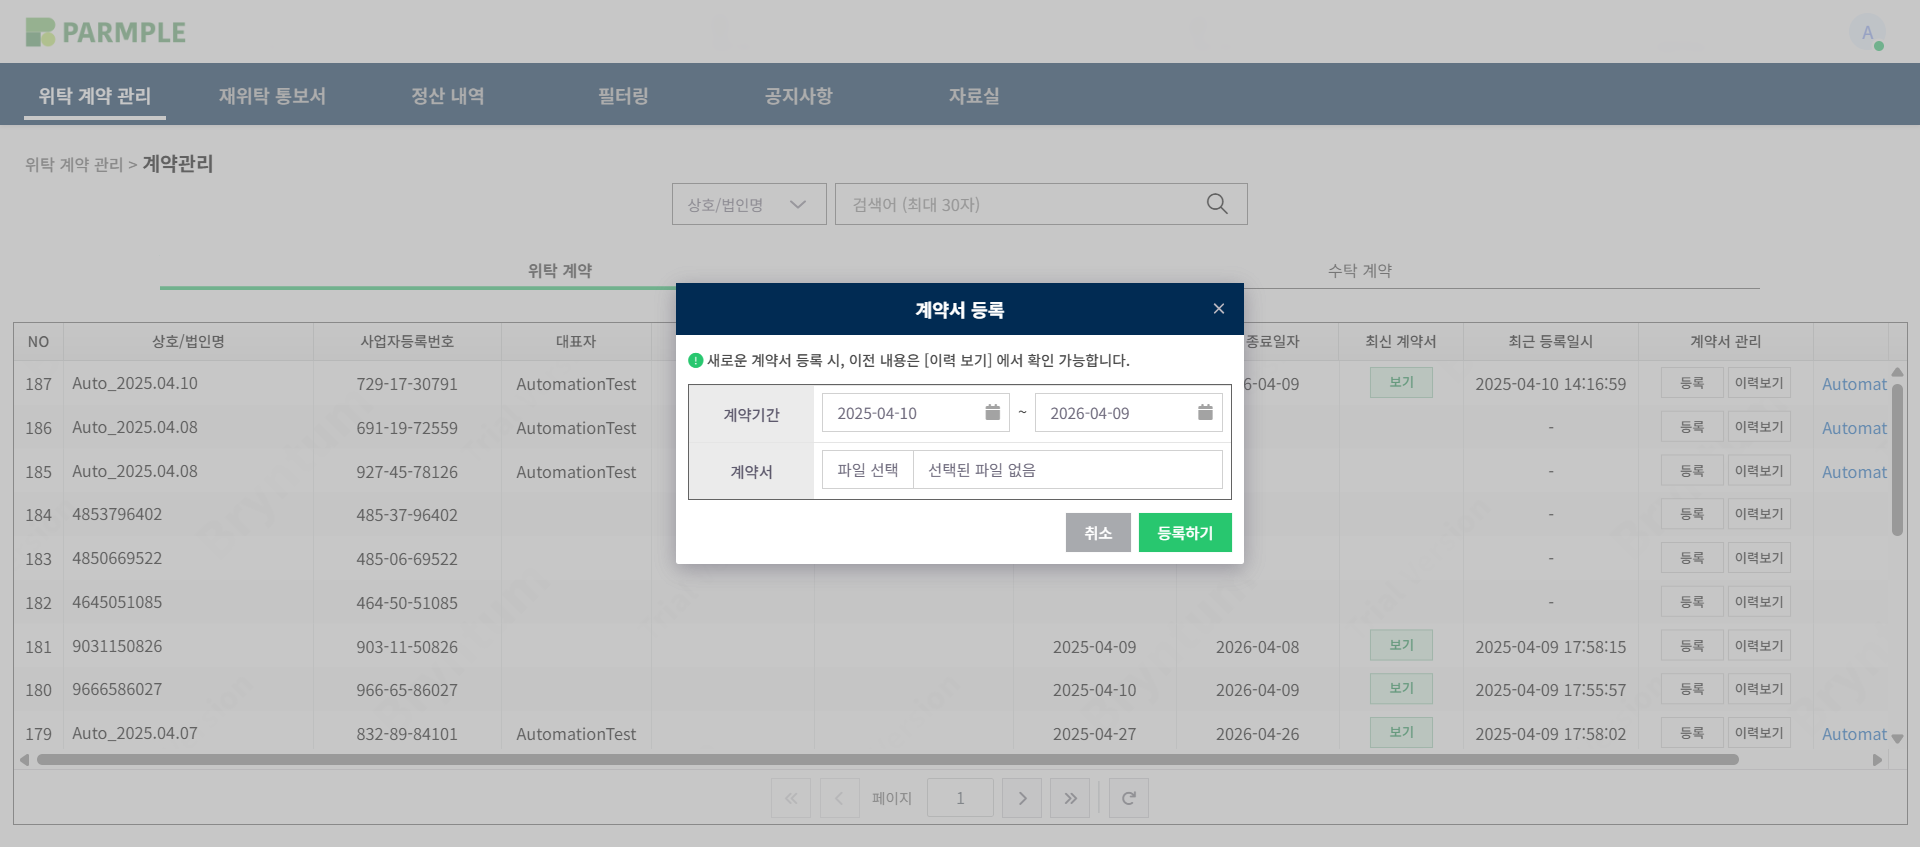 PARMPLE
A
위탁 계약 관리 재위탁 통보서 정산 내역 필터링 공지사항 자료실
위탁 계약 관리 > 계약관리
상호/법인명 검색어 (최대 30자)
위탁 계약 수탁 계약
계약서 등록 ×
새로운 계약서 등록 시, 이전 내용은 [이력 보기] 에서 확인 가능합니다.
계약기간 2025-04-10 ~ 2026-04-09
계약서 파일 선택 선택된 파일 없음
취소 등록하기
NO 상호/법인명 사업자등록번호 대표자 종료일자 최신 계약서 최근 등록일시 계약서 관리
187 Auto_2025.04.10 729-17-30791 AutomationTest 6-04-09 보기 2025-04-10 14:16:59 등록 이력보기 Automat
186 Auto_2025.04.08 691-19-72559 AutomationTest - 등록 이력보기 Automat
185 Auto_2025.04.08 927-45-78126 AutomationTest - 등록 이력보기 Automat
184 4853796402 485-37-96402 - 등록 이력보기
183 4850669522 485-06-69522 - 등록 이력보기
182 4645051085 464-50-51085 - 등록 이력보기
181 9031150826 903-11-50826 2025-04-09 2026-04-08 보기 2025-04-09 17:58:15 등록 이력보기
180 9666586027 966-65-86027 2025-04-10 2026-04-09 보기 2025-04-09 17:55:57 등록 이력보기
179 Auto_2025.04.07 832-89-84101 AutomationTest 2025-04-27 2026-04-26 보기 2025-04-09 17:58:02 등록 이력보기 Automat
페이지 1